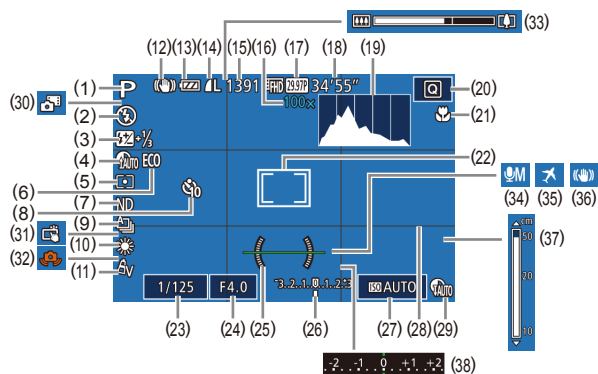 (33)
(12) (13) (14) (15) (16) (17) (18) (19)
(1) P L 1391 FHD 29.97P 34'55" Q (20)
(30) 100x
(2) (21)
(3) +1/3
(4) AUTO ECO (22)
(5) M
(6) (34) (35) (36)
(7) ND
(8) 10
(9) cm
(31) 50 (37)
(10) 20
(32)
(11) 10
1/125 F4.0 -3..2..1..0..1..2..+3 ISO AUTO AUTO
(23) (24) (25) (26) (27) (28) (29)
-2 . . -1 . . 0 . . +1 . . +2 (38)